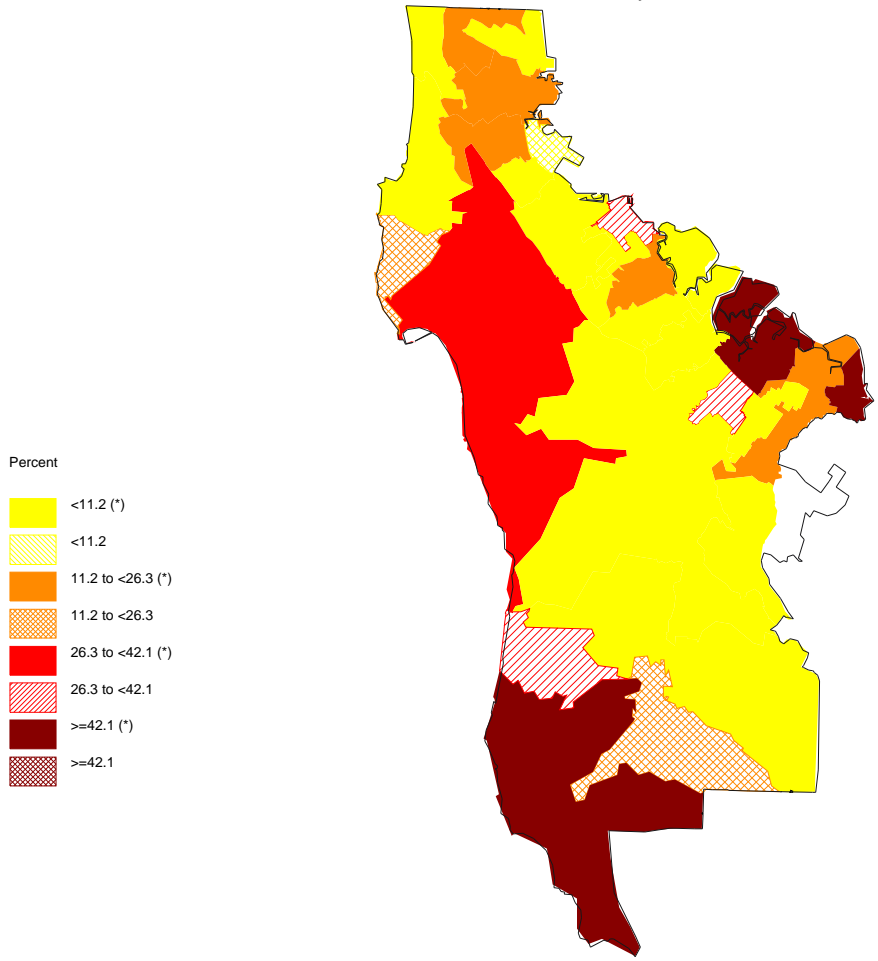 Percent
<11.2 (*)
<11.2
11.2 to <26.3 (*)
11.2 to <26.3
26.3 to <42.1 (*)
26.3 to <42.1
>=42.1 (*)
>=42.1